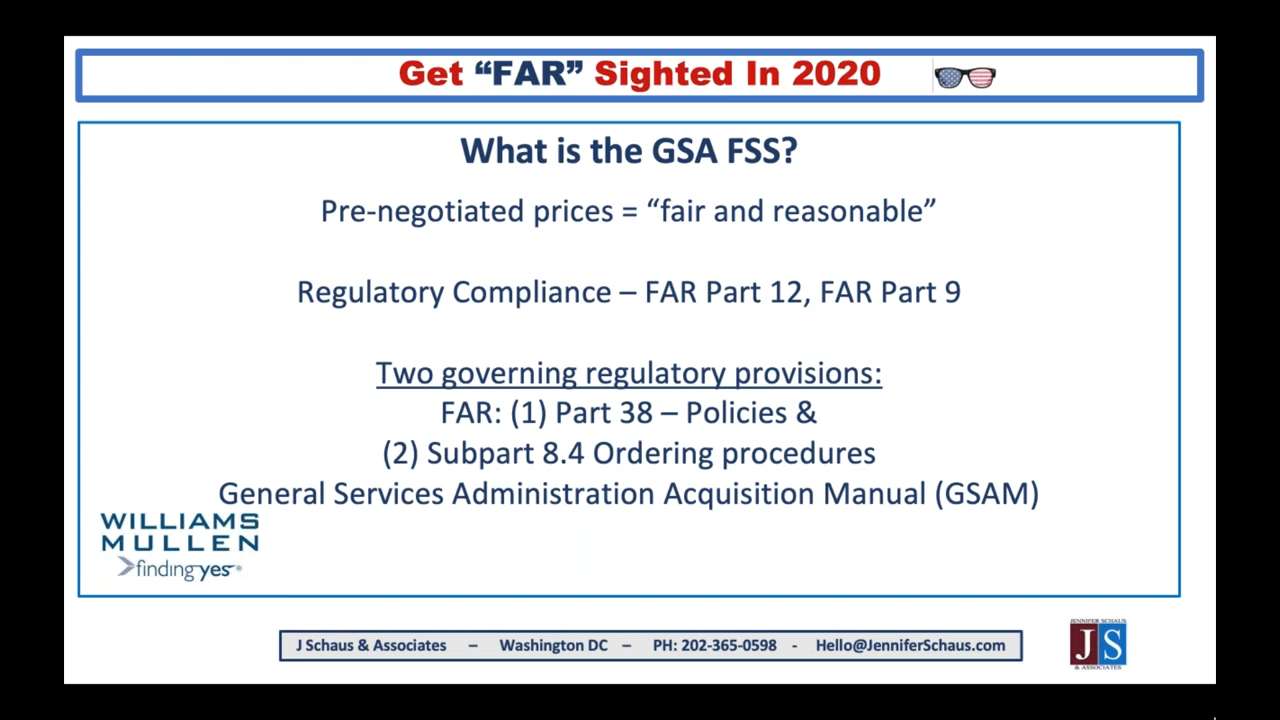 Get “FAR” Sighted In 2020
What is the GSA FSS?
Pre-negotiated prices = “fair and reasonable”
Regulatory Compliance – FAR Part 12, FAR Part 9
Two governing regulatory provisions:
FAR: (1) Part 38 – Policies &
(2) Subpart 8.4 Ordering procedures
General Services Administration Acquisition Manual (GSAM)
WILLIAMS
MULLEN
finding yes®
J Schaus & Associates – Washington DC – PH: 202-365-0598 - Hello@JenniferSchaus.com
JENNIFER SCHAUS
JS
& ASSOCIATES